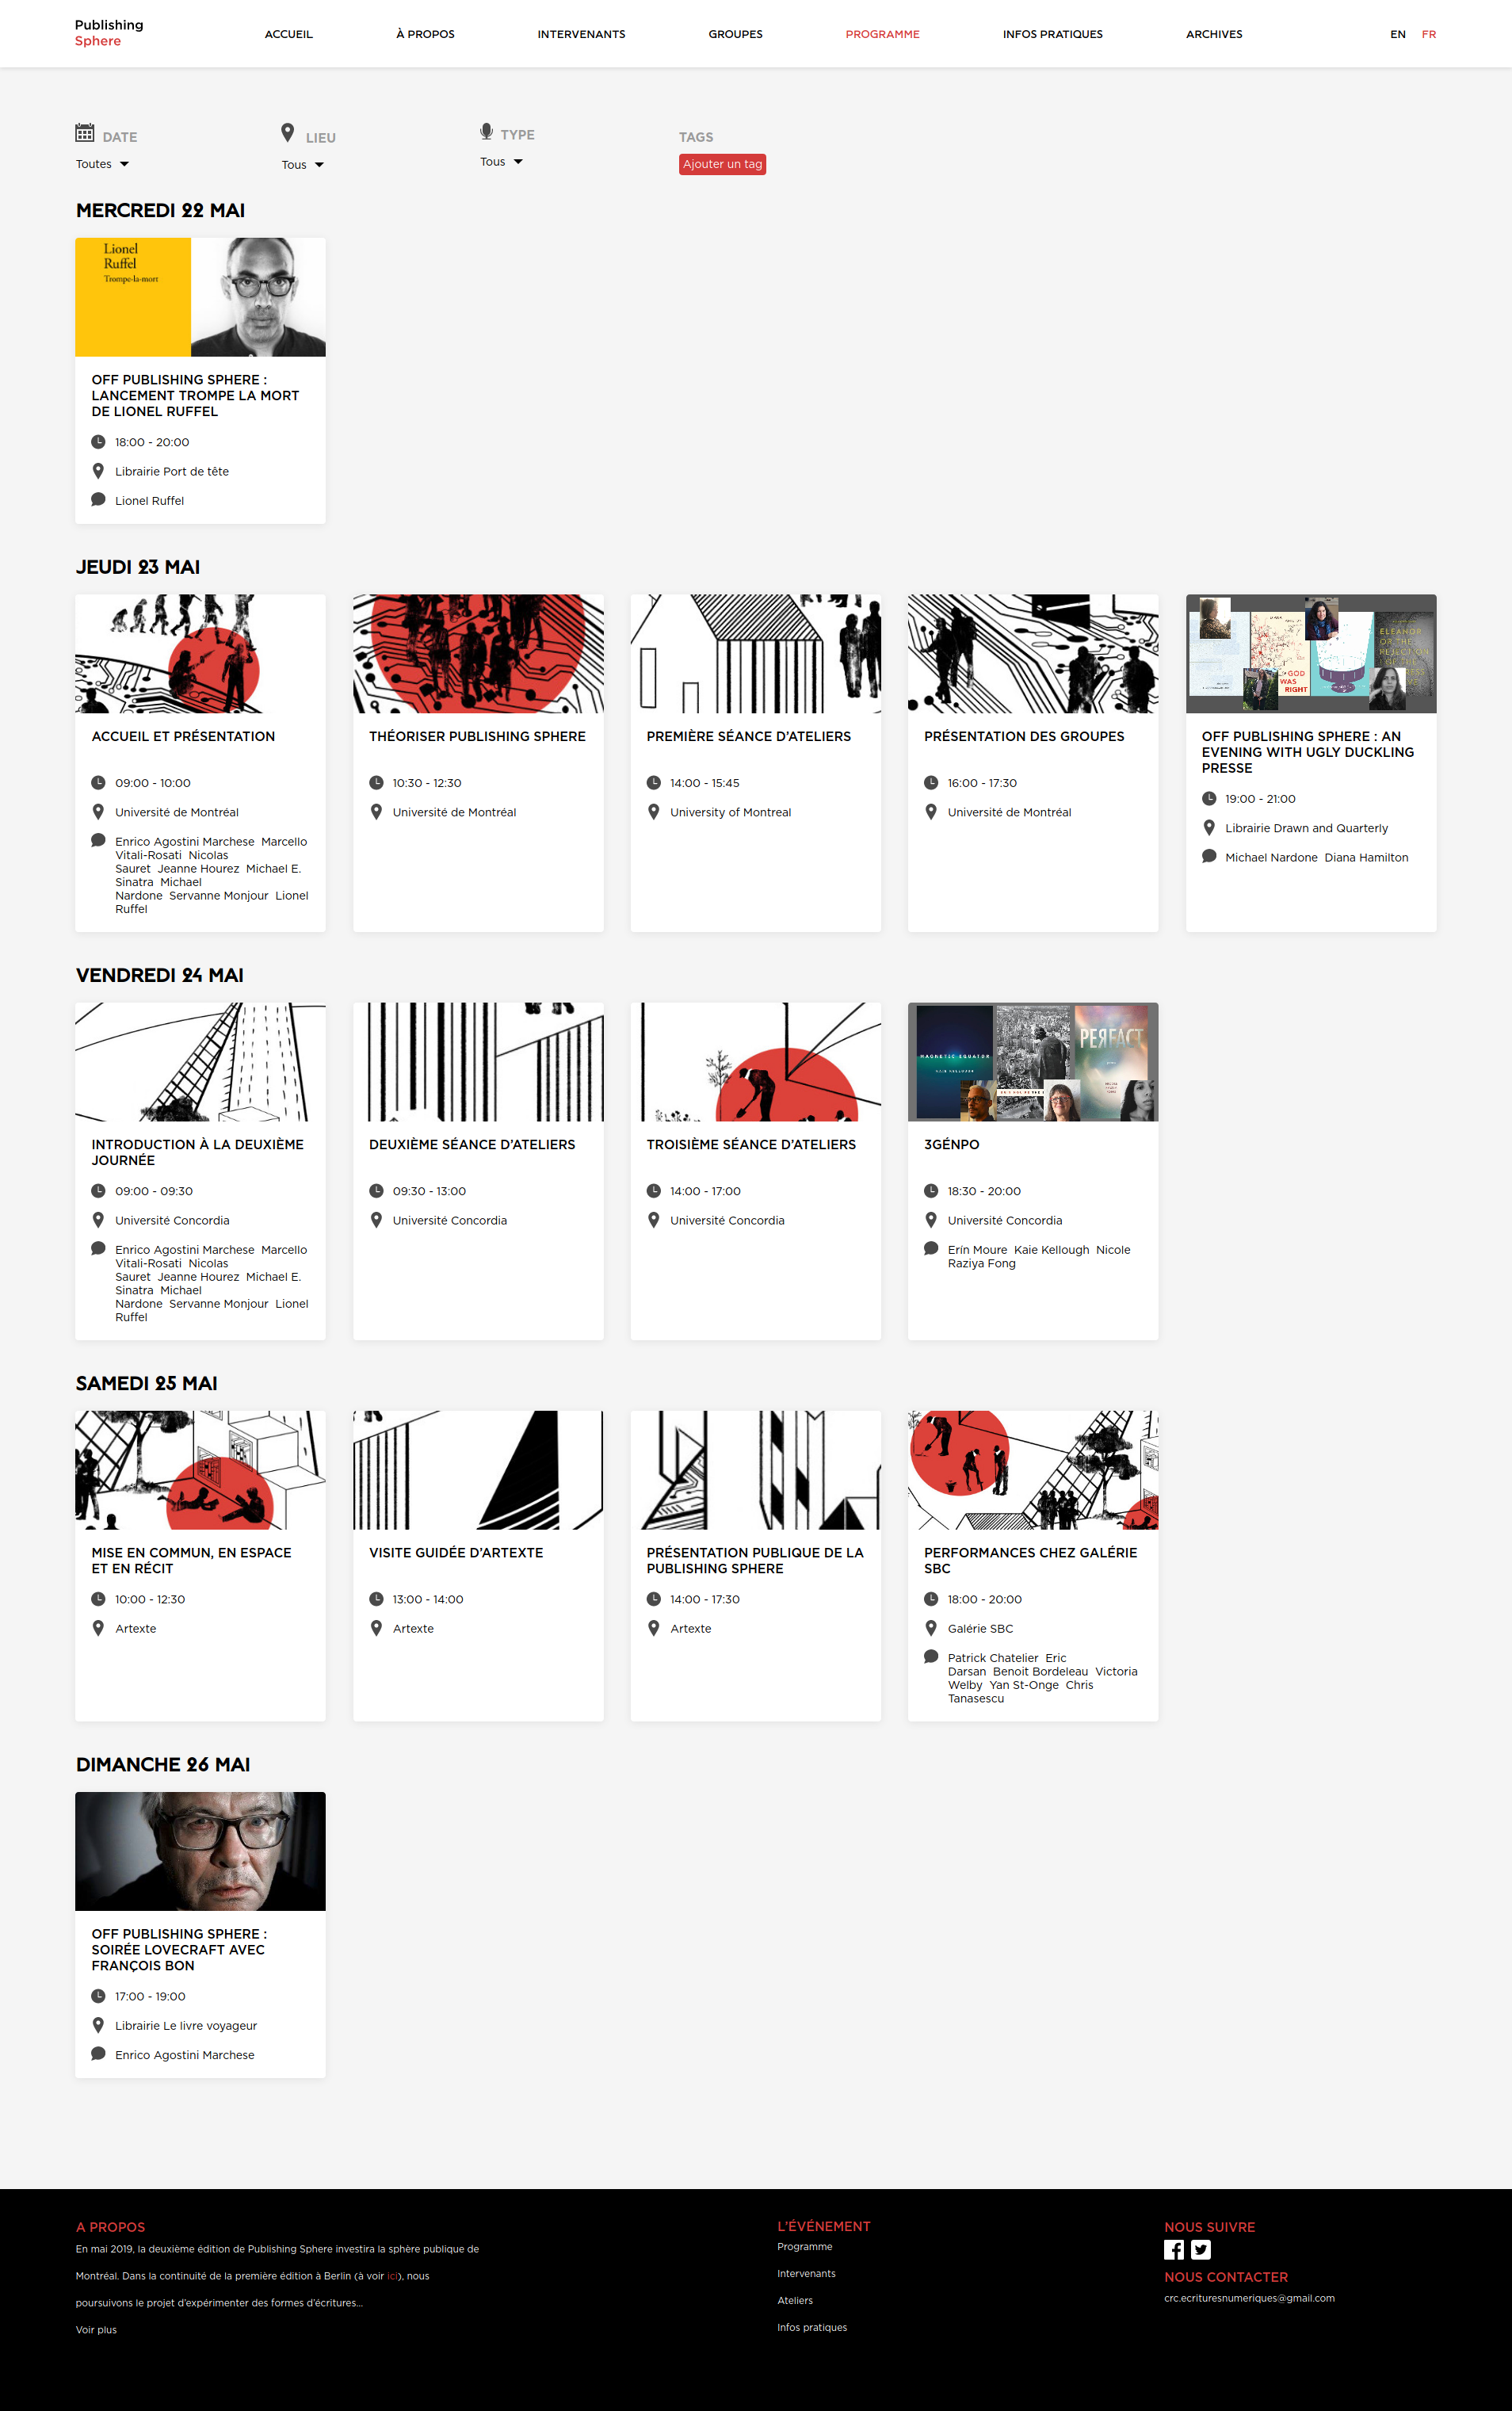 Publishing
Sphere
ACCUEIL
À PROPOS
INTERVENANTS
GROUPES
PROGRAMME
INFOS PRATIQUES
ARCHIVES
EN
FR
DATE
Toutes
LIEU
Tous
TYPE
Tous
TAGS
Ajouter un tag
MERCREDI 22 MAI
Lionel
Ruffel
Trompe-la-mort
OFF PUBLISHING SPHERE :
LANCEMENT TROMPE LA MORT
DE LIONEL RUFFEL
18:00 - 20:00
Librairie Port de tête
Lionel Ruffel
JEUDI 23 MAI
ACCUEIL ET PRÉSENTATION
09:00 - 10:00
Université de Montréal
Enrico Agostini Marchese Marcello
Vitali-Rosati Nicolas
Sauret Jeanne Hourez Michael E.
Sinatra Michael
Nardone Servanne Monjour Lionel
Ruffel
THÉORISER PUBLISHING SPHERE
10:30 - 12:30
Université de Montréal
PREMIÈRE SÉANCE D'ATELIERS
14:00 - 15:45
University of Montreal
PRÉSENTATION DES GROUPES
16:00 - 17:30
Université de Montréal
ELEANOR
OR, THE
REJECTION
GOD
WAS
RIGHT
OFF PUBLISHING SPHERE : AN
EVENING WITH UGLY DUCKLING
PRESSE
19:00 - 21:00
Librairie Drawn and Quarterly
Michael Nardone Diana Hamilton
VENDREDI 24 MAI
INTRODUCTION À LA DEUXIÈME
JOURNÉE
09:00 - 09:30
Université Concordia
Enrico Agostini Marchese Marcello
Vitali-Rosati Nicolas
Sauret Jeanne Hourez Michael E.
Sinatra Michael
Nardone Servanne Monjour Lionel
Ruffel
DEUXIÈME SÉANCE D'ATELIERS
09:30 - 13:00
Université Concordia
TROISIÈME SÉANCE D'ATELIERS
14:00 - 17:00
Université Concordia
MAGNETIC EQUATOR
KAIE KELLOUGH
PERFACT
3GÉNPO
18:30 - 20:00
Université Concordia
Erín Moure Kaie Kellough Nicole
Raziya Fong
SAMEDI 25 MAI
MISE EN COMMUN, EN ESPACE
ET EN RÉCIT
10:00 - 12:30
Artexte
VISITE GUIDÉE D'ARTEXTE
13:00 - 14:00
Artexte
PRÉSENTATION PUBLIQUE DE LA
PUBLISHING SPHERE
14:00 - 17:30
Artexte
PERFORMANCES CHEZ GALÉRIE
SBC
18:00 - 20:00
Galérie SBC
Patrick Chatelier Eric
Darsan Benoit Bordeleau Victoria
Welby Yan St-Onge Chris
Tanasescu
DIMANCHE 26 MAI
OFF PUBLISHING SPHERE :
SOIRÉE LOVECRAFT AVEC
FRANÇOIS BON
17:00 - 19:00
Librairie Le livre voyageur
Enrico Agostini Marchese
A PROPOS
En mai 2019, la deuxième édition de Publishing Sphere investira la sphère publique de
Montréal. Dans la continuité de la première édition à Berlin (à voir ici), nous
poursuivons le projet d'expérimenter des formes d'écritures...
Voir plus
L'ÉVÉNEMENT
Programme
Intervenants
Ateliers
Infos pratiques
NOUS SUIVRE
NOUS CONTACTER
crc.ecrituresnumeriques@gmail.com